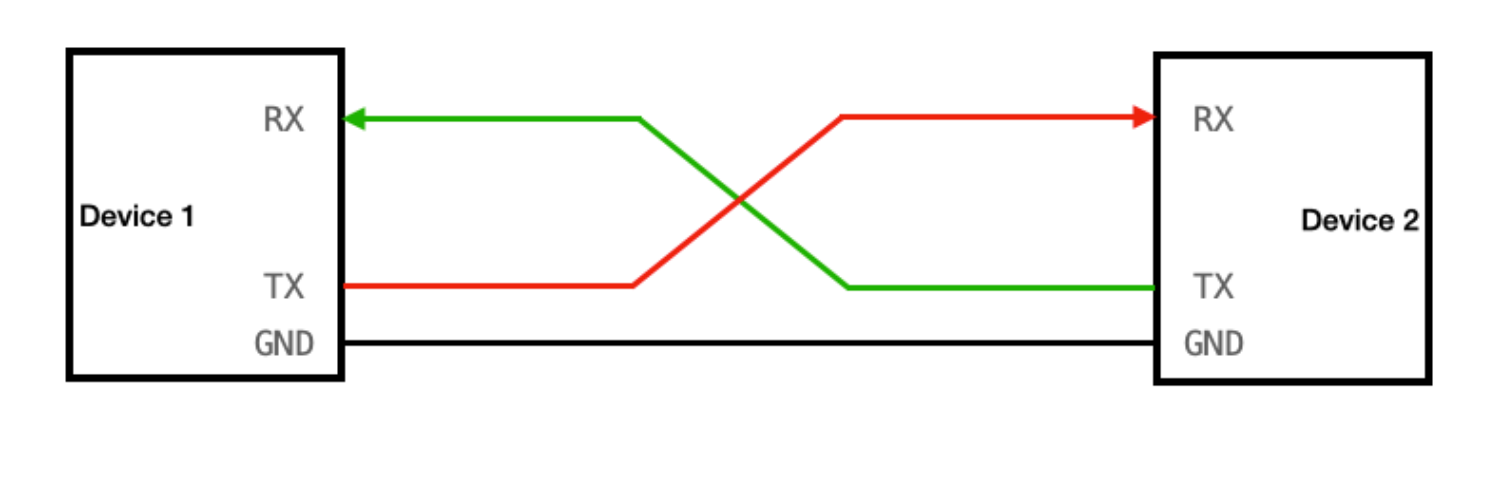 RX
RX
Device 1
Device 2
TX
TX
GND
GND